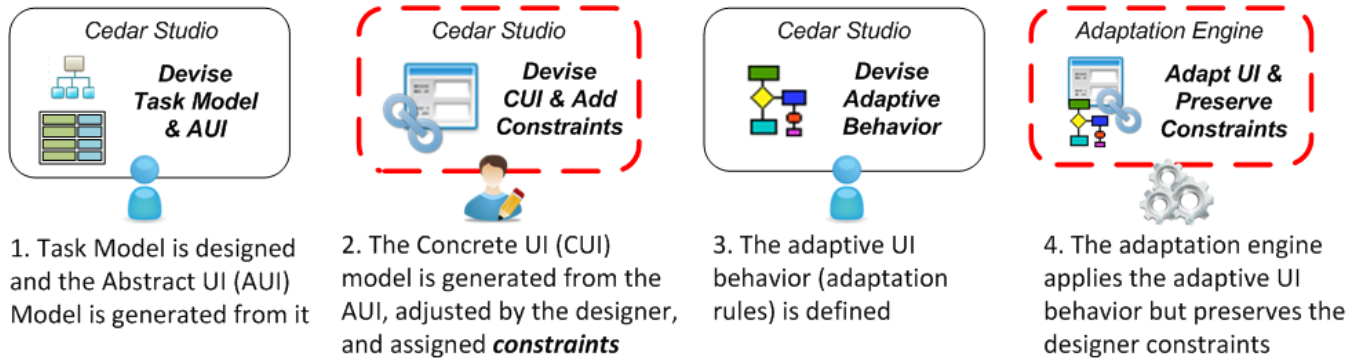 Cedar Studio
Devise
Task Model
& AUI
1. Task Model is designed
and the Abstract UI (AUI)
Model is generated from it
Cedar Studio
Devise
CUI & Add
Constraints
2. The Concrete UI (CUI)
model is generated from the
AUI, adjusted by the designer,
and assigned constraints
Cedar Studio
Devise
Adaptive
Behavior
3. The adaptive UI
behavior (adaptation
rules) is defined
Adaptation Engine
Adapt UI &
Preserve
Constraints
4. The adaptation engine
applies the adaptive UI
behavior but preserves the
designer constraints